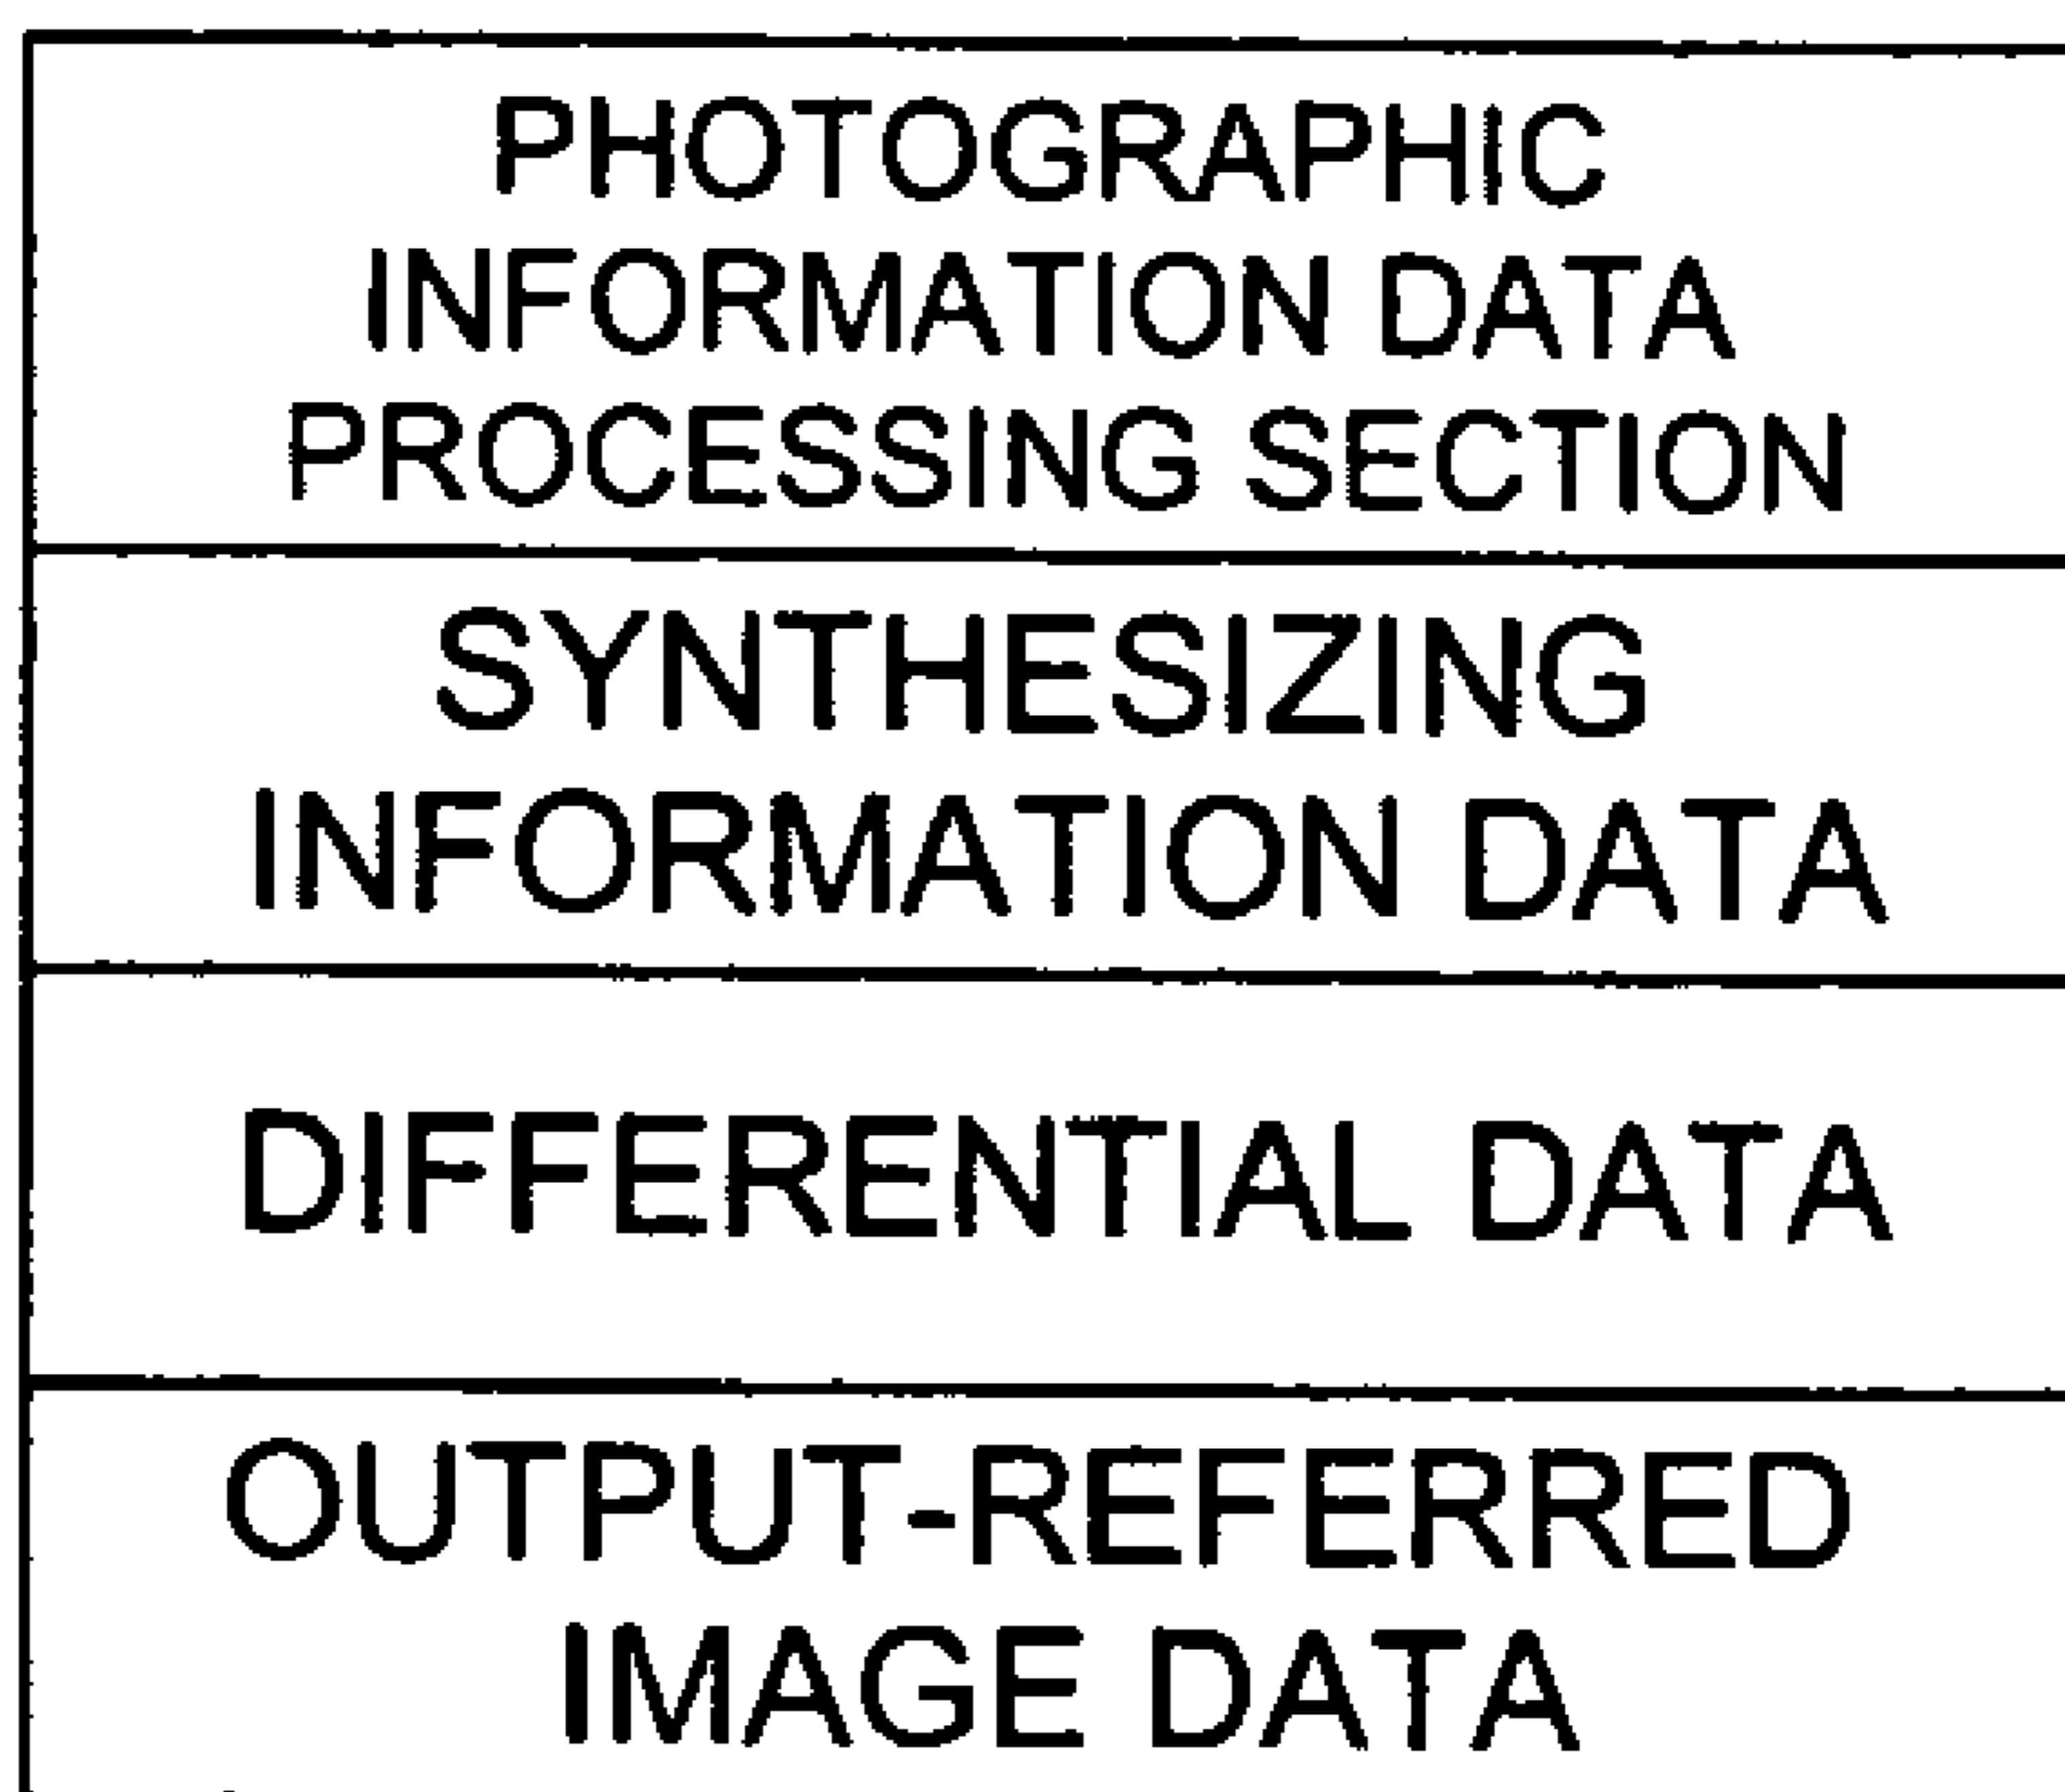 PHOTOGRAPHIC
INFORMATION DATA
PROCESSING SECTION
SYNTHESIZING
INFORMATION DATA
DIFFERENTIAL DATA
OUTPUT-REFERRED
IMAGE DATA